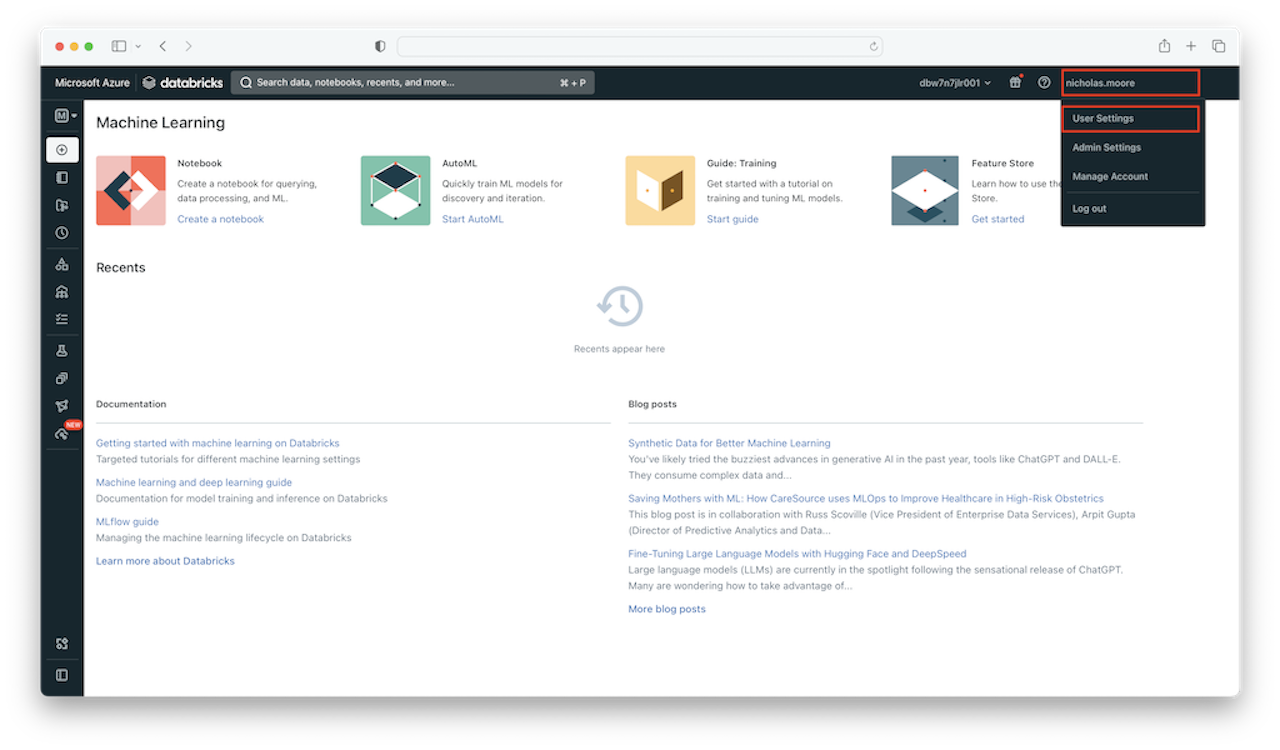 Microsoft Azure databricks Search data, notebooks, recents, and more... ⌘ + P dbw7n7jlr001 nicholas.moore
M
User Settings
Admin Settings
Manage Account
Log out
Machine Learning
Notebook
Create a notebook for querying,
data processing, and ML.
Create a notebook
AutoML
Quickly train ML models for
discovery and iteration.
Start AutoML
Guide: Training
Get started with a tutorial on
training and tuning ML models.
Start guide
Feature Store
Learn how to use the
Store.
Get started
Recents
Recents appear here
NEW
Documentation
Getting started with machine learning on Databricks
Targeted tutorials for different machine learning settings
Machine learning and deep learning guide
Documentation for model training and inference on Databricks
MLflow guide
Managing the machine learning lifecycle on Databricks
Learn more about Databricks
Blog posts
Synthetic Data for Better Machine Learning
You've likely tried the buzziest advances in generative AI in the past year, tools like ChatGPT and DALL-E.
They consume complex data and...
Saving Mothers with ML: How CareSource uses MLOps to Improve Healthcare in High-Risk Obstetrics
This blog post is in collaboration with Russ Scoville (Vice President of Enterprise Data Services), Arpit Gupta
(Director of Predictive Analytics and Data...
Fine-Tuning Large Language Models with Hugging Face and DeepSpeed
Large language models (LLMs) are currently in the spotlight following the sensational release of ChatGPT.
Many are wondering how to take advantage of...
More blog posts